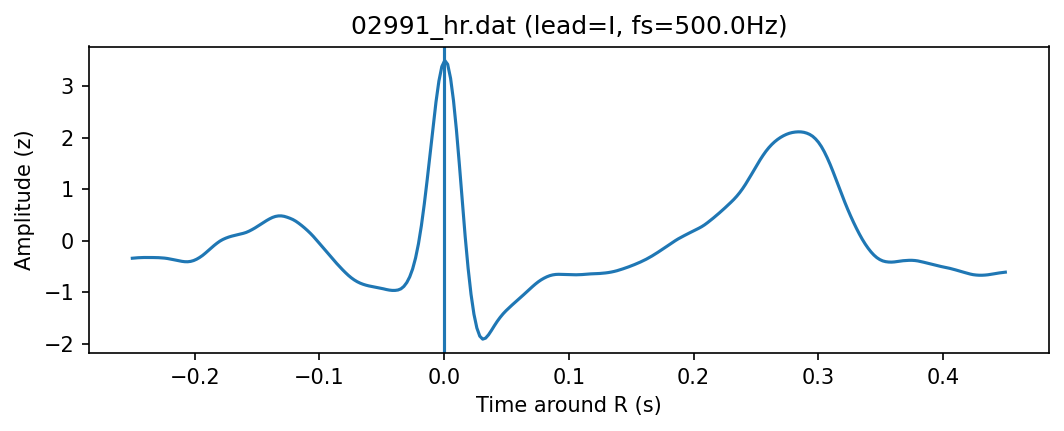 02991_hr.dat (lead=I, fs=500.0Hz)
Amplitude (z)
3
2
1
0
−1
−2
−0.2 −0.1 0.0 0.1 0.2 0.3 0.4
Time around R (s)